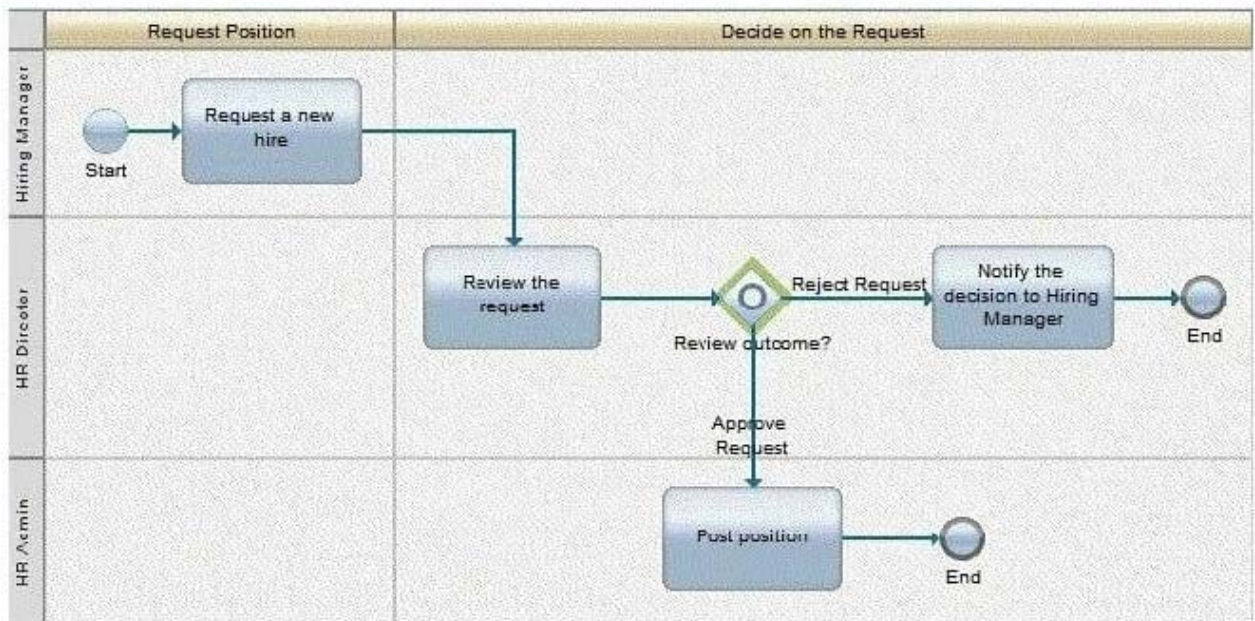 Request Position
Decide on the Request
Hiring Manager
Request a new
hire
Start
HR Director
Review the
request
Review outcome?
Reject Request
Notify the
decision to Hiring
Manager
End
Approve
Request
HR Admin
Post position
End